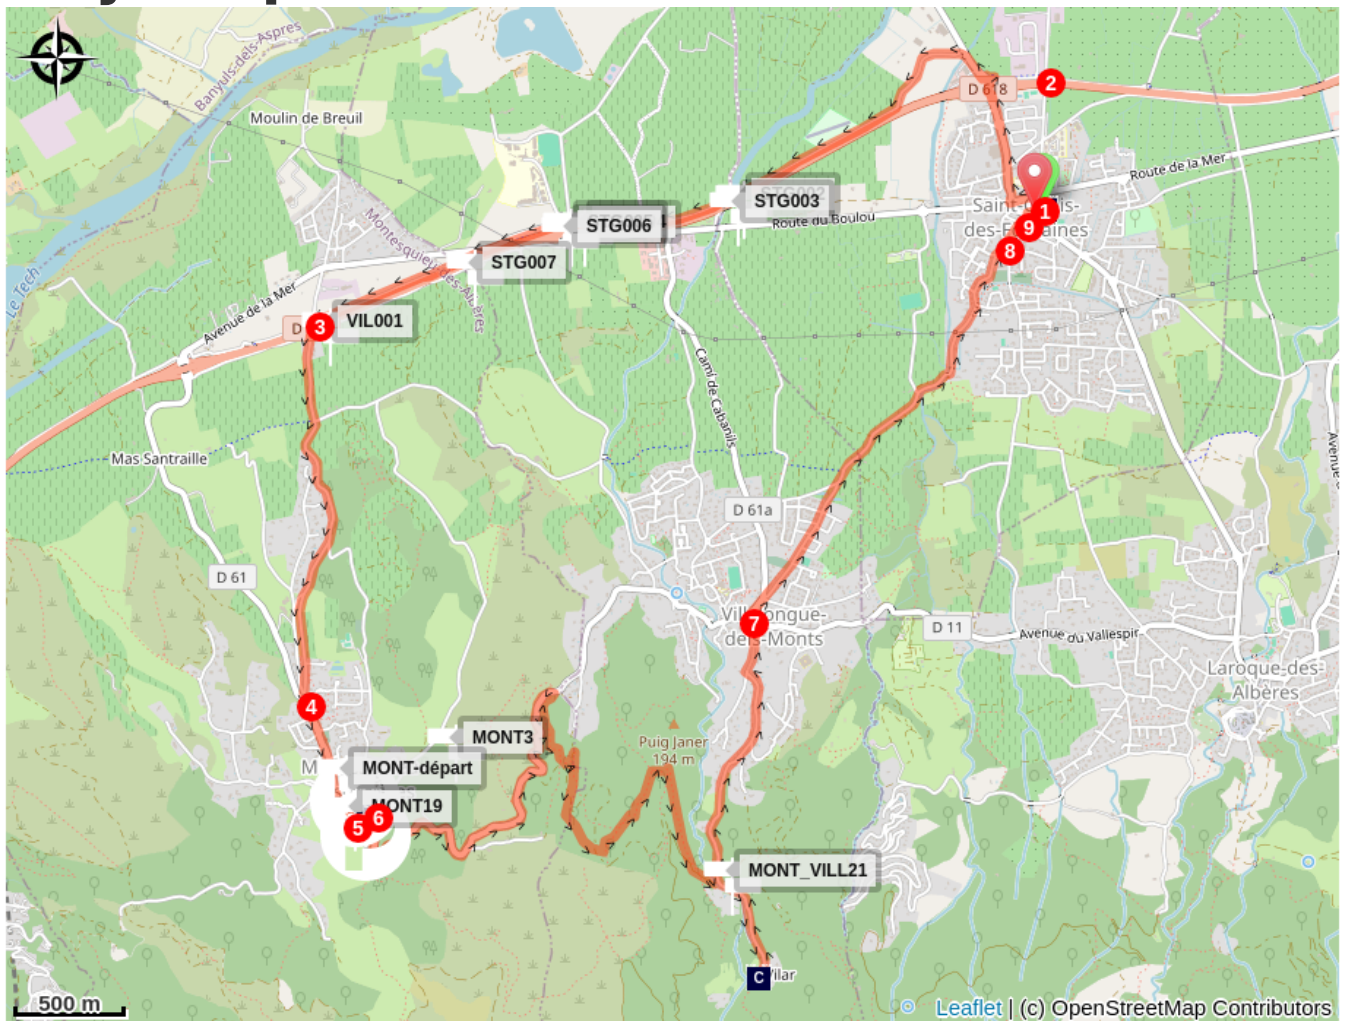 Banyuls-dels-Aspres
Moulin de Breuil
D 618
2
Route de la Mer
Le Tech
Montesquieu-des-Albères
STG003
Route du Boulou
STG006
STG007
1
9
8
Avenue de la Mer
D
3
VIL001
Camí de Cabanils
Mas Santraille
D 61a
D 61
7
D 11
Avenue du Vallespir
Laroque-des-
Albères
4
MONT3
Puig Janer
194 m
MONT-départ
MONT19
5
6
MONT_VILL21
C
500 m
Leaflet | (c) OpenStreetMap Contributors